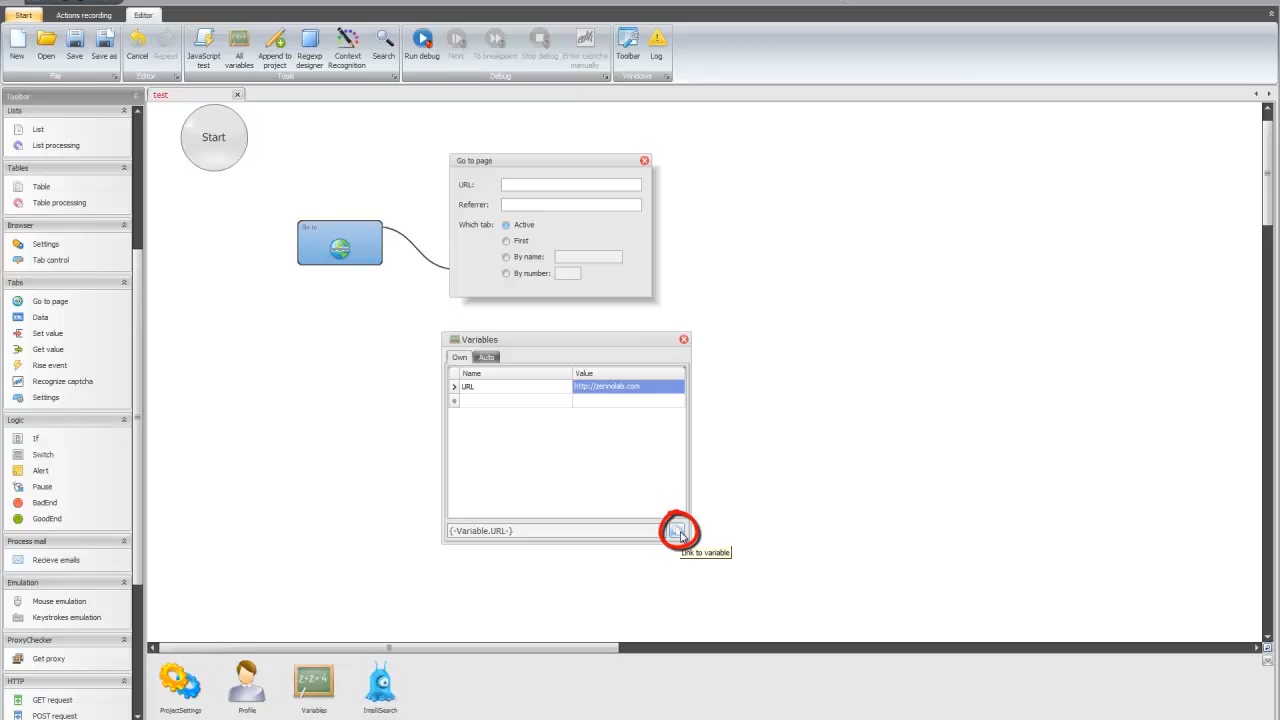 Start Actions recording Editor
New Open Save Save as Cancel Repeat JavaScript test All variables Append to project Regexp designer Context Recognition Search Run debug Next To breakpoint Stop debug Enter captcha manually Toolbar Log
File Editor Tools Debug Windows
Toolbar
test
Lists
List
List processing
Tables
Table
Table processing
Browser
Settings
Tab control
Tabs
Go to page
Data
Set value
Get value
Rise event
Recognize captcha
Settings
Logic
If
Switch
Alert
Pause
BadEnd
GoodEnd
Process mail
Recieve emails
Emulation
Mouse emulation
Keystrokes emulation
ProxyChecker
Get proxy
HTTP
GET request
POST request
Start
Go to
Go to page
URL:
Referrer:
Which tab: Active
First
By name:
By number:
Variables
Own Auto
Name Value
URL http://zennolab.com
{-Variable.URL-}
Link to variable
ProjectSettings Profile Variables IntelliSearch